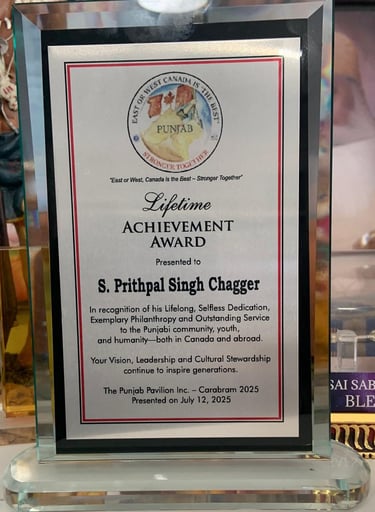 EAST OR WEST CANADA IS THE BEST
PUNJAB
STRONGER TOGETHER
"East or West, Canada is the Best – Stronger Together"
Lifetime
ACHIEVEMENT
AWARD
Presented to
S. Prithpal Singh Chagger
In recognition of his Lifelong, Selfless Dedication,
Exemplary Philanthropy and Outstanding Service
to the Punjabi community, youth,
and humanity—both in Canada and abroad.
Your Vision, Leadership and Cultural Stewardship
continue to inspire generations.
The Punjab Pavilion Inc. – Carabram 2025
Presented on July 12, 2025
SAI SAB
BLE